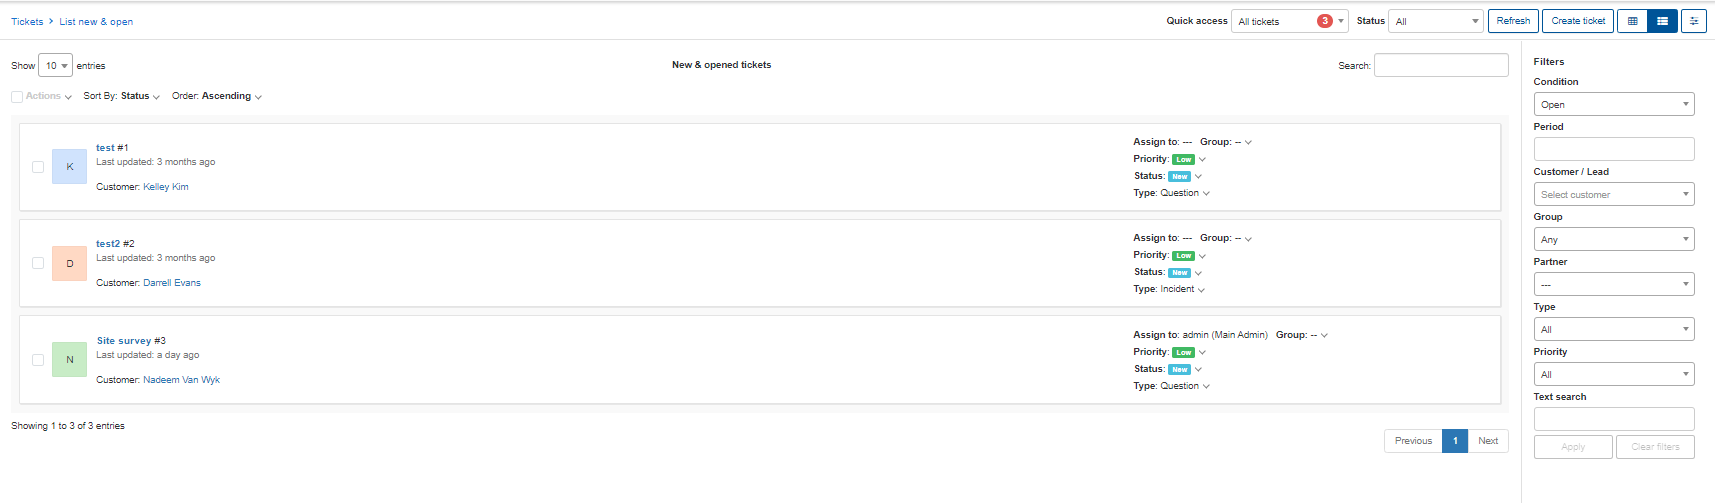 Tickets > List new & open
Quick access All tickets 3 Status All Refresh Create ticket
Show 10 entries
New & opened tickets
Search:
Actions Sort By: Status Order: Ascending
K
test #1
Last updated: 3 months ago
Customer: Kelley Kim
Assign to: --- Group: --
Priority: Low
Status: New
Type: Question
D
test2 #2
Last updated: 3 months ago
Customer: Darrell Evans
Assign to: --- Group: --
Priority: Low
Status: New
Type: Incident
N
Site survey #3
Last updated: a day ago
Customer: Nadeem Van Wyk
Assign to: admin (Main Admin) Group: --
Priority: Low
Status: New
Type: Question
Showing 1 to 3 of 3 entries
Previous 1 Next
Filters
Condition
Open
Period
Customer / Lead
Select customer
Group
Any
Partner
---
Type
All
Priority
All
Text search
Apply Clear filters